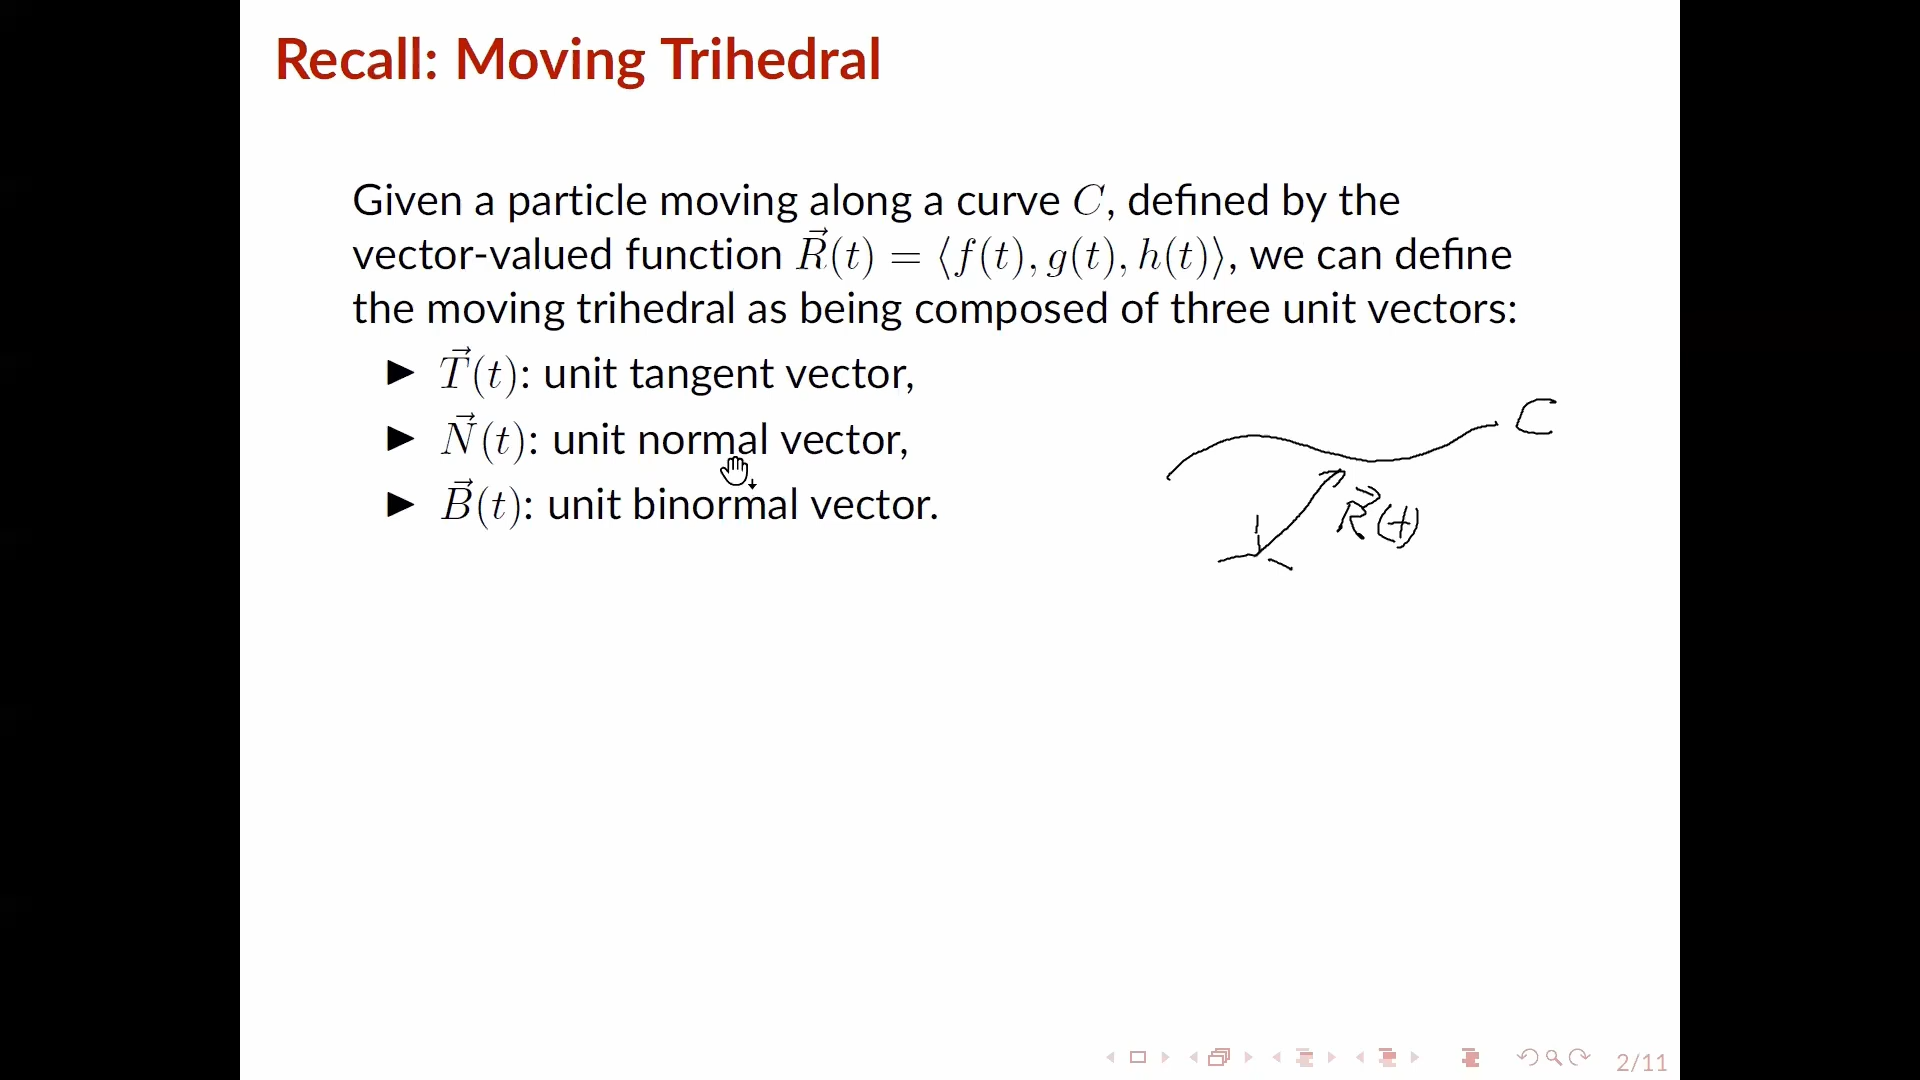 Recall: Moving Trihedral
Given a particle moving along a curve C, defined by the
vector-valued function R⃗(t) = ⟨f(t), g(t), h(t)⟩, we can define
the moving trihedral as being composed of three unit vectors:
▶ T⃗(t): unit tangent vector,
▶ N⃗(t): unit normal vector,
▶ B⃗(t): unit binormal vector.
C
R⃗(t)
2/11